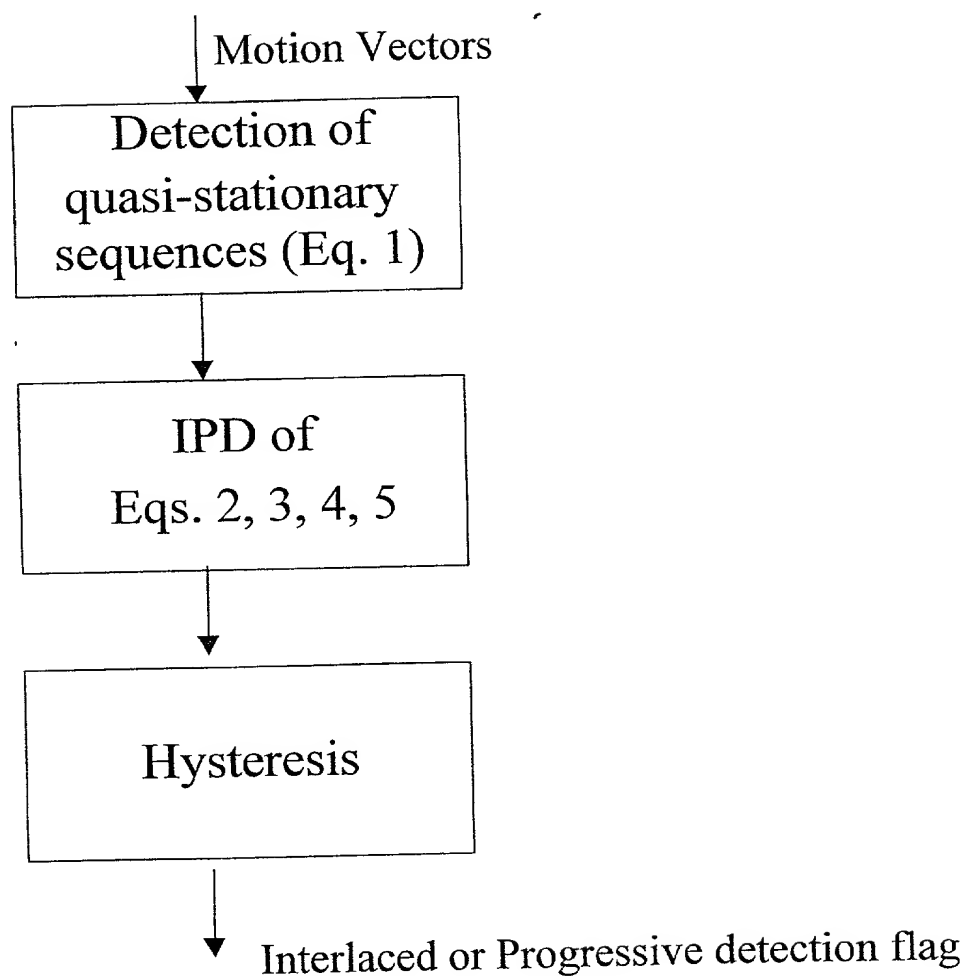 Motion Vectors
Detection of
quasi-stationary
sequences (Eq. 1)
IPD of
Eqs. 2, 3, 4, 5
Hysteresis
Interlaced or Progressive detection flag